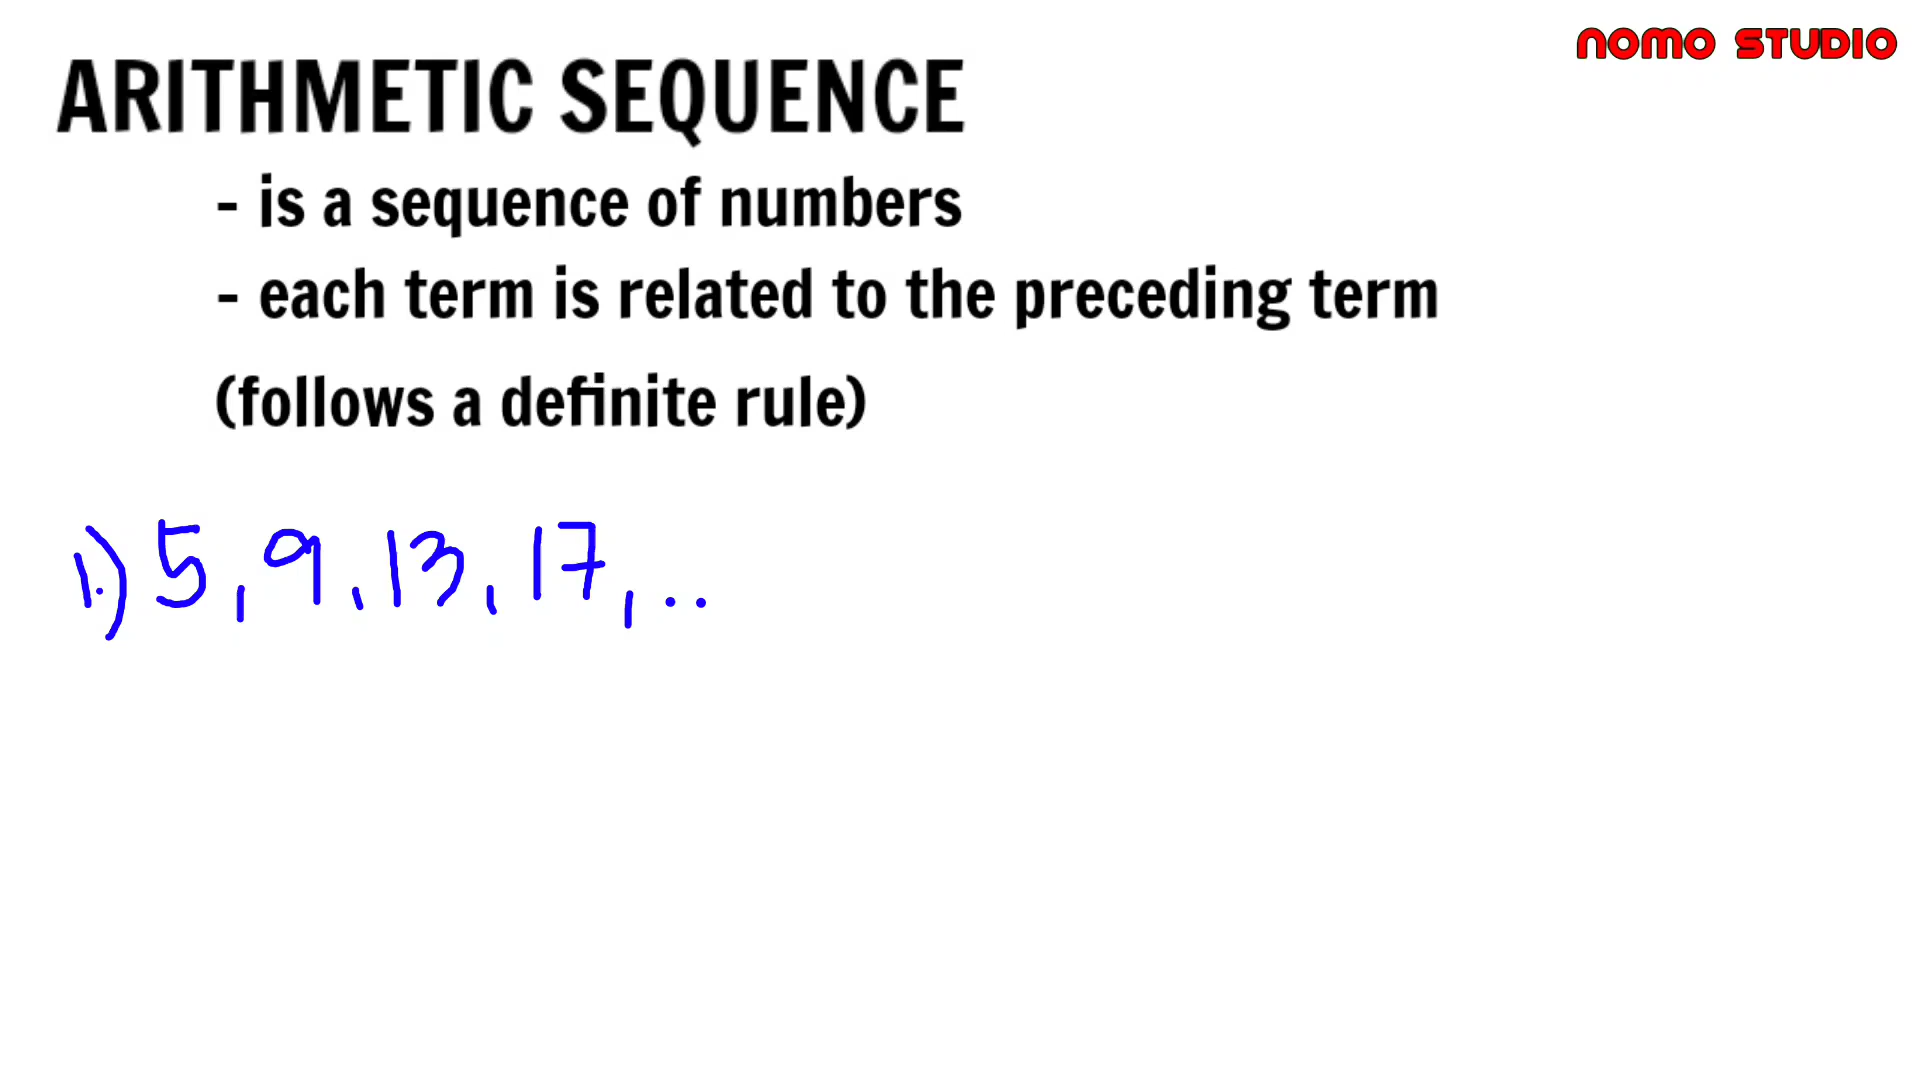 NOMO STUDIO
ARITHMETIC SEQUENCE
- is a sequence of numbers
- each term is related to the preceding term
(follows a definite rule)
1.) 5, 9, 13, 17, ..